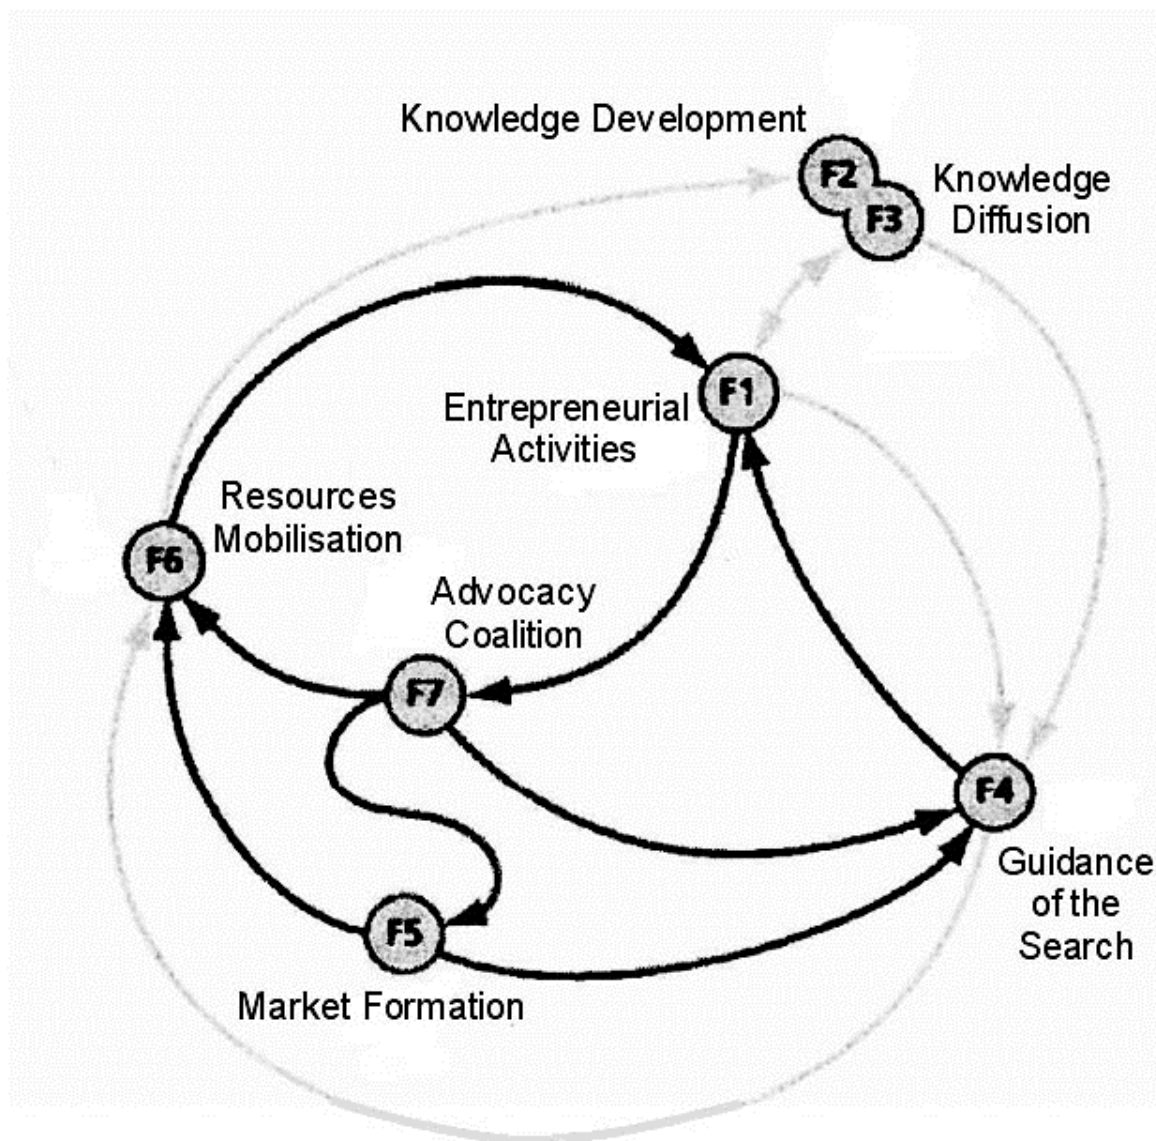 Knowledge Development
F2
Knowledge
Diffusion
F3
F1
Entrepreneurial
Activities
Resources
Mobilisation
F6
Advocacy
Coalition
F7
F4
Guidance
of the
Search
F5
Market Formation